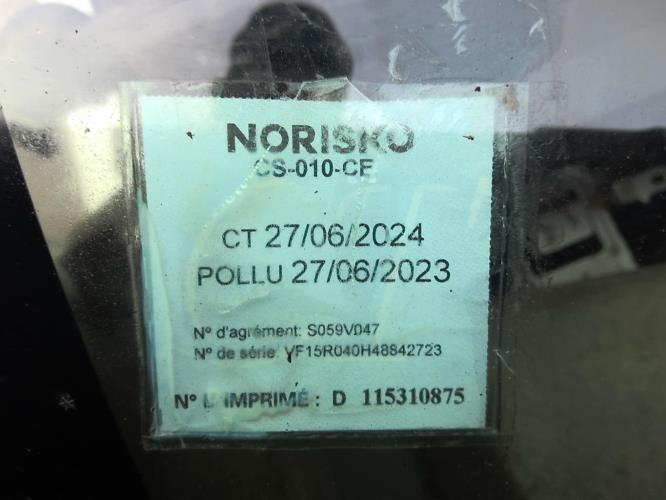 NORISKO
CS-010-CF
CT 27/06/2024
POLLU 27/06/2023
N° d'agrément: S059V047
N° de série: VF15R040H48842723
N° L'IMPRIMÉ : D 115310875